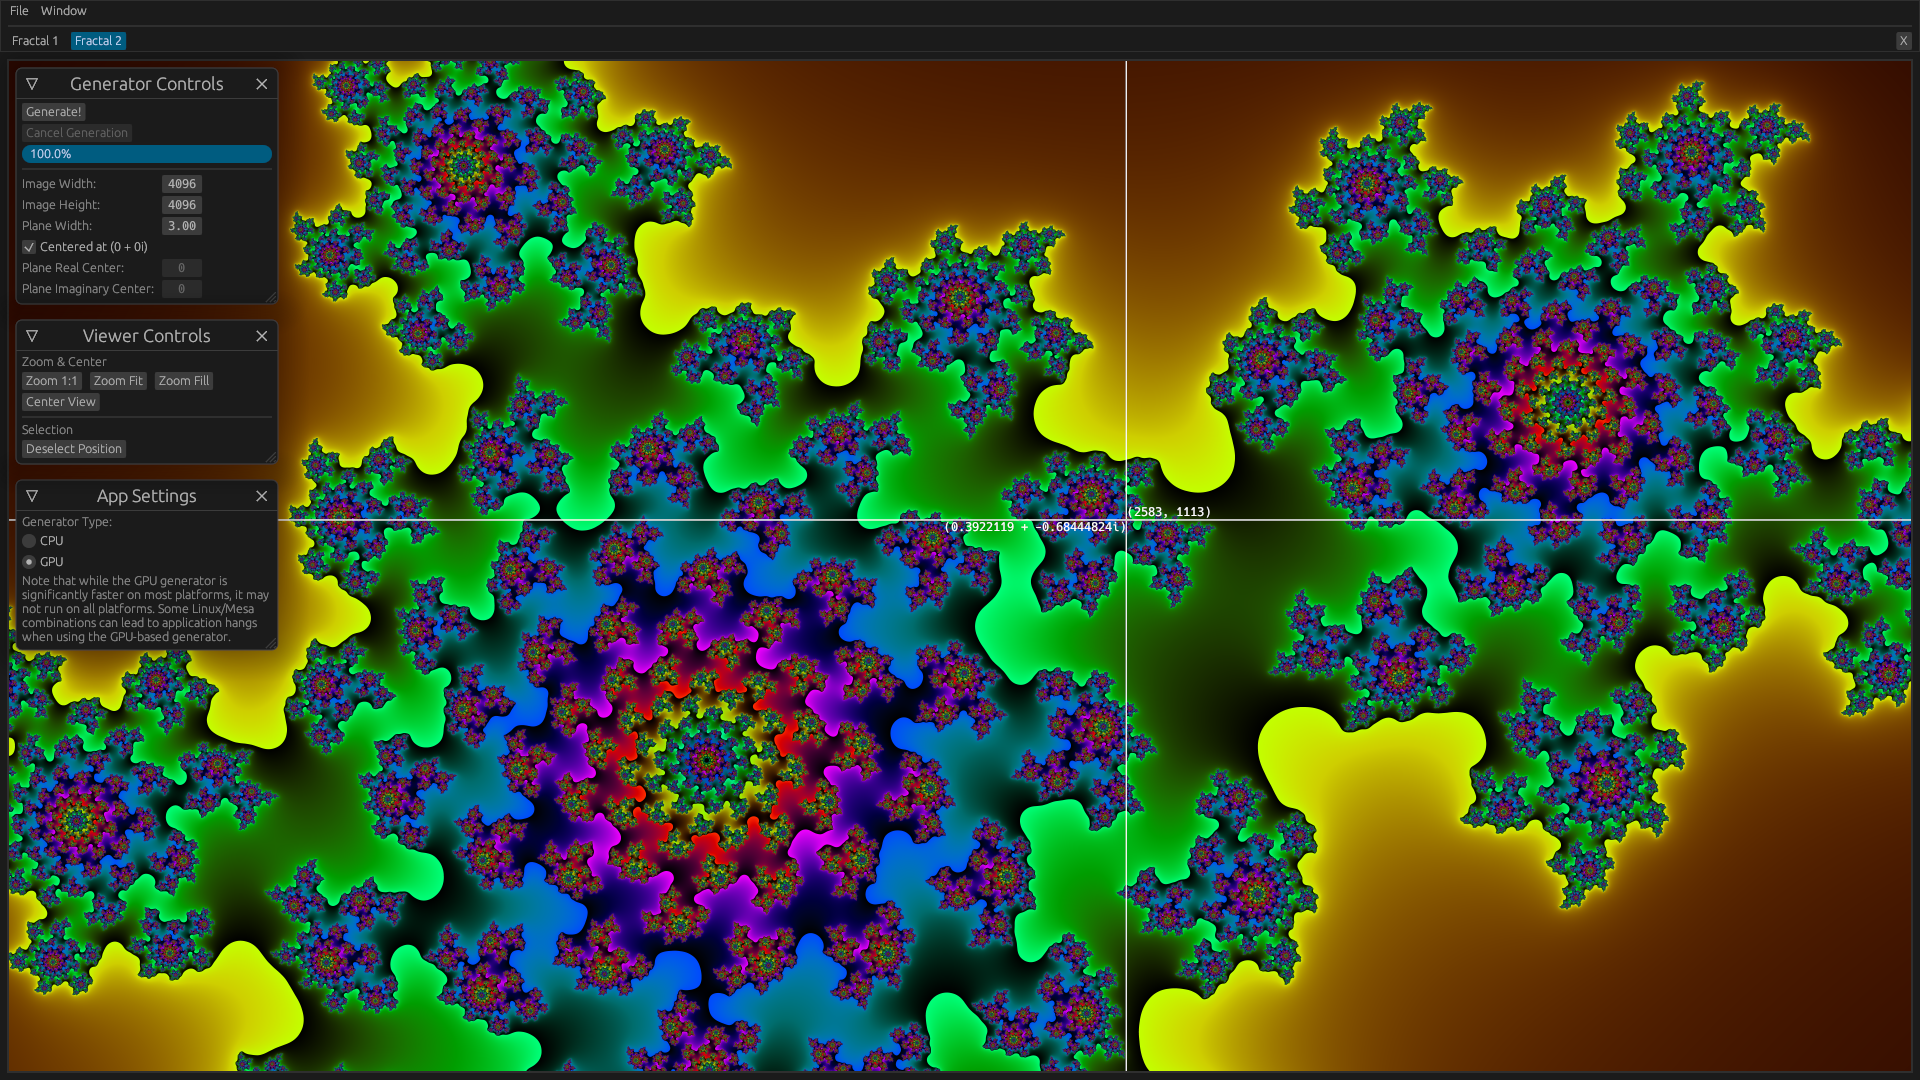 File Window
Fractal 1 Fractal 2 X
Generator Controls
Generate!
Cancel Generation
100.0%
Image Width: 4096
Image Height: 4096
Plane Width: 3.00
Centered at (0 + 0i)
Plane Real Center: 0
Plane Imaginary Center: 0
Viewer Controls
Zoom & Center
Zoom 1:1 Zoom Fit Zoom Fill
Center View
Selection
Deselect Position
App Settings
Generator Type:
CPU
GPU
Note that while the GPU generator is
significantly faster on most platforms, it may
not run on all platforms. Some Linux/Mesa
combinations can lead to application hangs
when using the GPU-based generator.
(2583, 1113)
(0.3922119 + -0.68444824i)